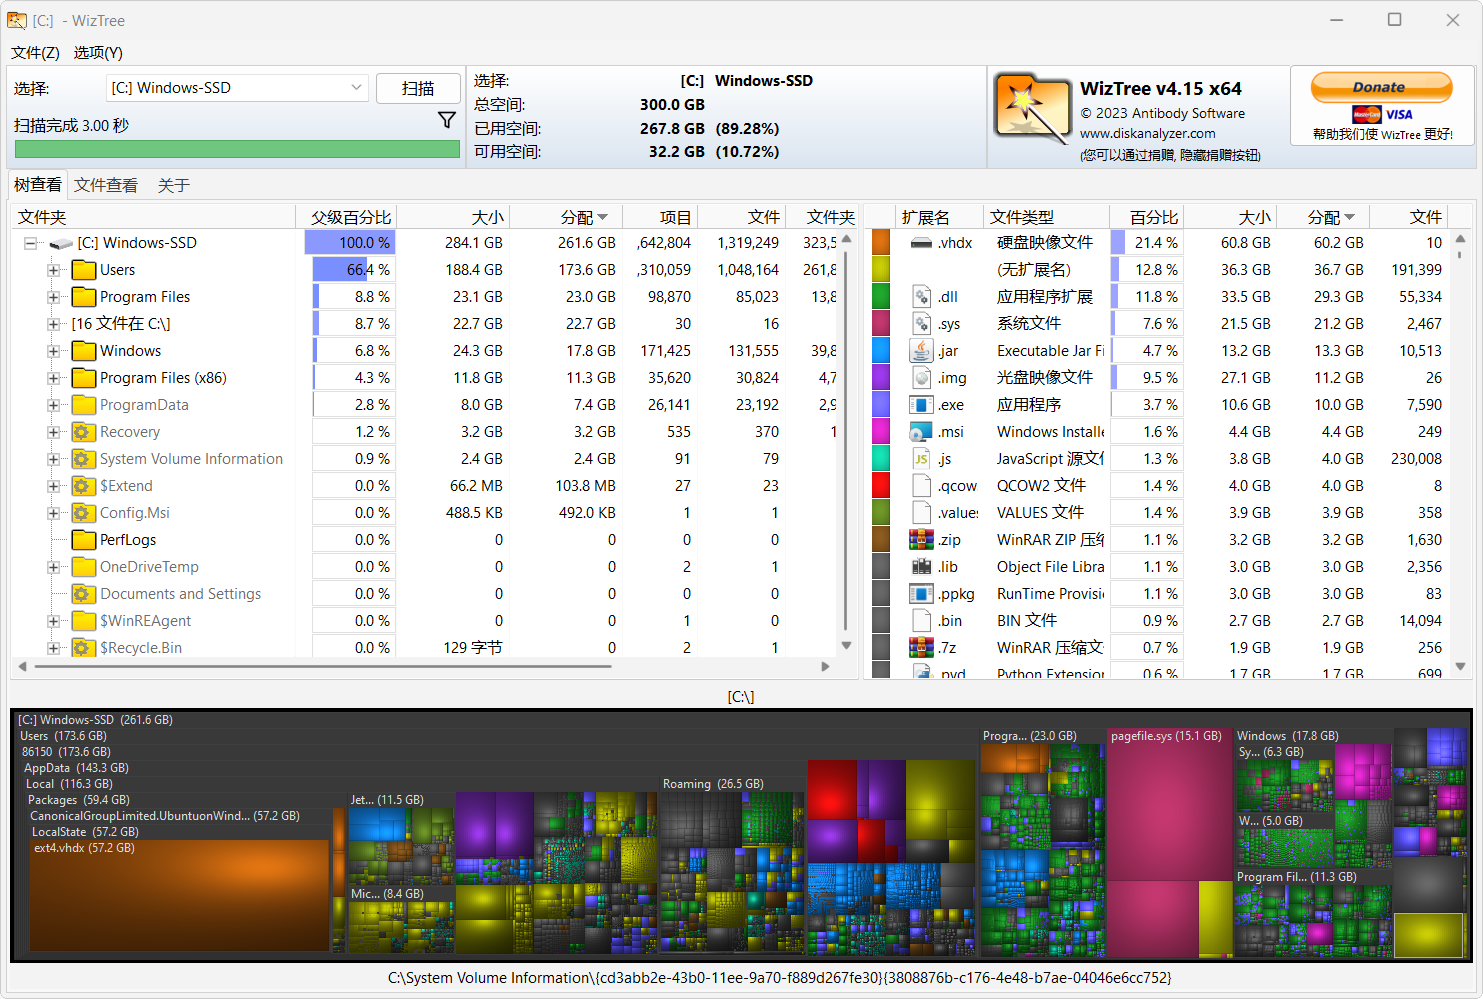 [C:] - WizTree
文件(Z) 选项(Y)
选择: [C:] Windows-SSD 扫描
扫描完成 3.00 秒
选择: [C:] Windows-SSD
总空间: 300.0 GB
已用空间: 267.8 GB (89.28%)
可用空间: 32.2 GB (10.72%)
WizTree v4.15 x64
© 2023 Antibody Software
www.diskanalyzer.com
(您可以通过捐赠, 隐藏捐赠按钮)
Donate
MasterCard VISA
帮助我们使 WizTree 更好!
树查看 文件查看 关于
文件夹 父级百分比 大小 分配 项目 文件 文件夹
[C:] Windows-SSD 100.0 % 284.1 GB 261.6 GB ,642,804 1,319,249 323,5
Users 66.4 % 188.4 GB 173.6 GB ,310,059 1,048,164 261,8
Program Files 8.8 % 23.1 GB 23.0 GB 98,870 85,023 13,8
[16 文件在 C:\] 8.7 % 22.7 GB 22.7 GB 30 16
Windows 6.8 % 24.3 GB 17.8 GB 171,425 131,555 39,8
Program Files (x86) 4.3 % 11.8 GB 11.3 GB 35,620 30,824 4,7
ProgramData 2.8 % 8.0 GB 7.4 GB 26,141 23,192 2,9
Recovery 1.2 % 3.2 GB 3.2 GB 535 370 1
System Volume Information 0.9 % 2.4 GB 2.4 GB 91 79
$Extend 0.0 % 66.2 MB 103.8 MB 27 23
Config.Msi 0.0 % 488.5 KB 492.0 KB 1 1
PerfLogs 0.0 % 0 0 0 0
OneDriveTemp 0.0 % 0 0 2 1
Documents and Settings 0.0 % 0 0 0 0
$WinREAgent 0.0 % 0 0 1 0
$Recycle.Bin 0.0 % 129 字节 0 2 1
扩展名 文件类型 百分比 大小 分配 文件
.vhdx 硬盘映像文件 21.4 % 60.8 GB 60.2 GB 10
(无扩展名) 12.8 % 36.3 GB 36.7 GB 191,399
.dll 应用程序扩展 11.8 % 33.5 GB 29.3 GB 55,334
.sys 系统文件 7.6 % 21.5 GB 21.2 GB 2,467
.jar Executable Jar Fi 4.7 % 13.2 GB 13.3 GB 10,513
.img 光盘映像文件 9.5 % 27.1 GB 11.2 GB 26
.exe 应用程序 3.7 % 10.6 GB 10.0 GB 7,590
.msi Windows Installe 1.6 % 4.4 GB 4.4 GB 249
.js JavaScript 源文件 1.3 % 3.8 GB 4.0 GB 230,008
.qcow QCOW2 文件 1.4 % 4.0 GB 4.0 GB 8
.values VALUES 文件 1.4 % 3.9 GB 3.9 GB 358
.zip WinRAR ZIP 压缩 1.1 % 3.2 GB 3.2 GB 1,630
.lib Object File Libra 1.1 % 3.0 GB 3.0 GB 2,356
.ppkg RunTime Provisio 1.1 % 3.0 GB 3.0 GB 83
.bin BIN 文件 0.9 % 2.7 GB 2.7 GB 14,094
.7z WinRAR 压缩文 0.7 % 1.9 GB 1.9 GB 256
.pyd Python Extension 0.6 % 1.7 GB 1.7 GB 699
[C:\]
[C:] Windows-SSD (261.6 GB)
Users (173.6 GB)
86150 (173.6 GB)
AppData (143.3 GB)
Local (116.3 GB)
Packages (59.4 GB)
CanonicalGroupLimited.UbuntuonWind... (57.2 GB)
LocalState (57.2 GB)
ext4.vhdx (57.2 GB)
Jet... (11.5 GB)
Mic... (8.4 GB)
Roaming (26.5 GB)
Progra... (23.0 GB)
pagefile.sys (15.1 GB)
Windows (17.8 GB)
Sy... (6.3 GB)
W... (5.0 GB)
Program Fil... (11.3 GB)
C:\System Volume Information\{cd3abb2e-43b0-11ee-9a70-f889d267fe30}{3808876b-c176-4e48-b7ae-04046e6cc752}